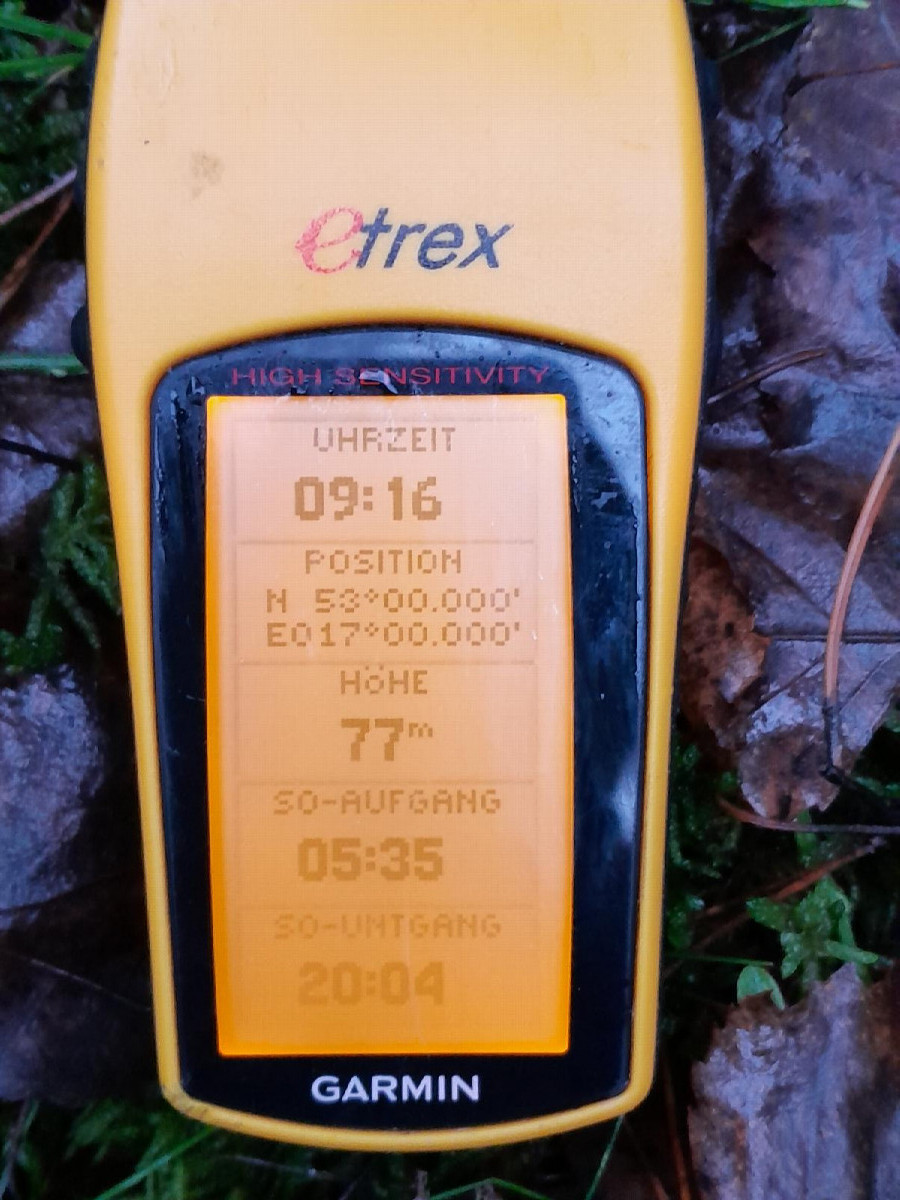 etrex
HIGH SENSITIVITY
UHRZEIT
09:16
POSITION
N 53°00.000'
E017°00.000'
HÖHE
77m
SO-AUFGANG
05:35
SO-UNTGANG
20:04
GARMIN